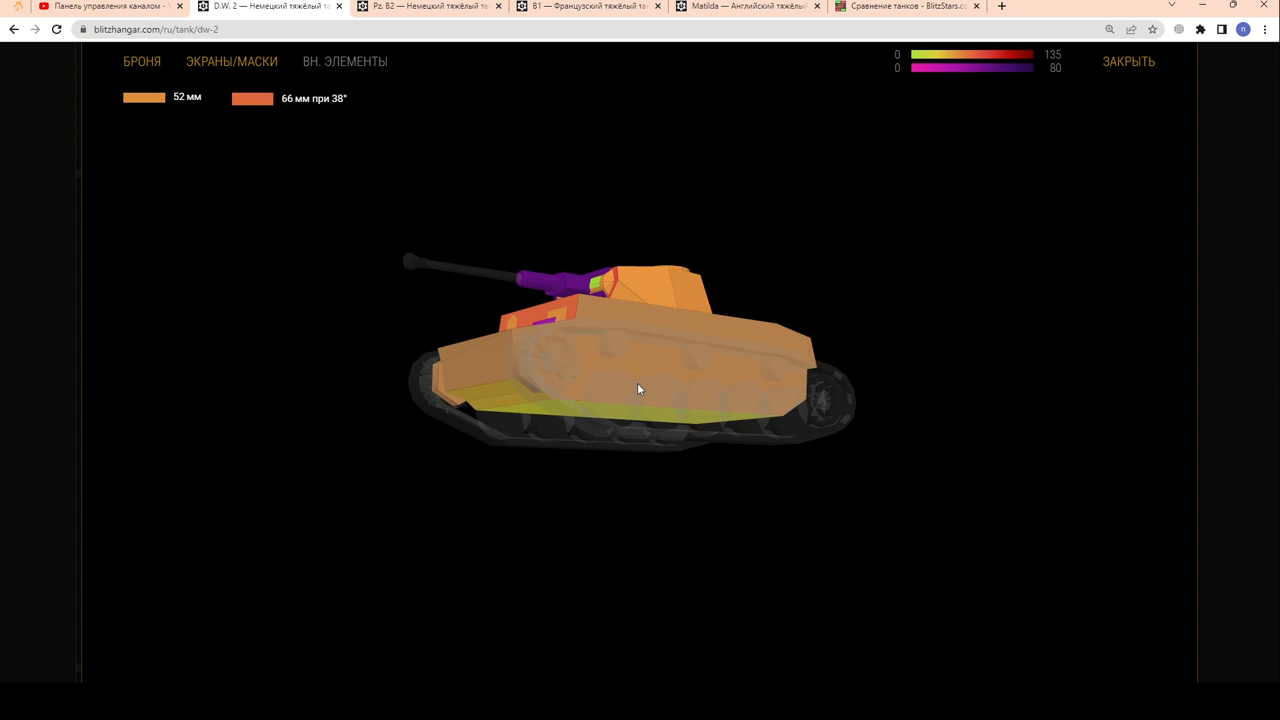 Панель управления каналом -
D.W. 2 — Немецкий тяжёлый т
Pz. B2 — Немецкий тяжёлый т
B1 — Французский тяжёлый та
Matilda — Английский тяжёлый
Сравнение танков - BlitzStars.co
blitzhangar.com/ru/tank/dw-2
n
БРОНЯ
ЭКРАНЫ/МАСКИ
ВН. ЭЛЕМЕНТЫ
0
135
0
80
ЗАКРЫТЬ
52 мм
66 мм при 38°